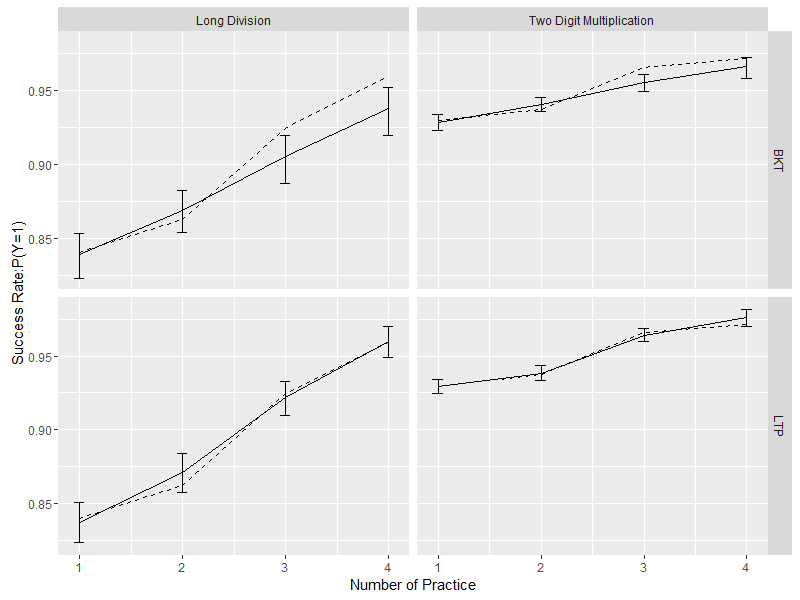 Long Division
Two Digit Multiplication
0.95
0.90
0.85
BKT
Success Rate:P(Y=1)
0.95
0.90
0.85
LTP
1 2 3 4
1 2 3 4
Number of Practice